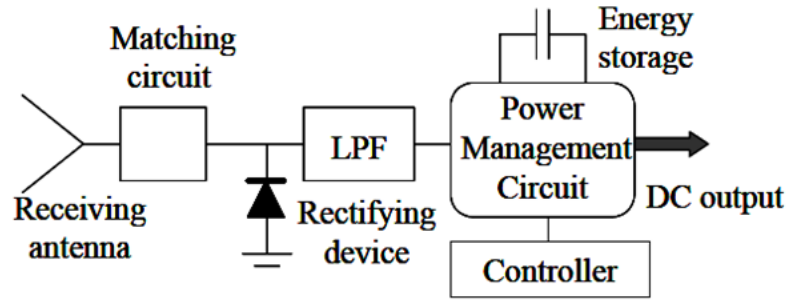 Matching
circuit
Energy
storage
Receiving
antenna
LPF
Rectifying
device
Power
Management
Circuit
DC output
Controller